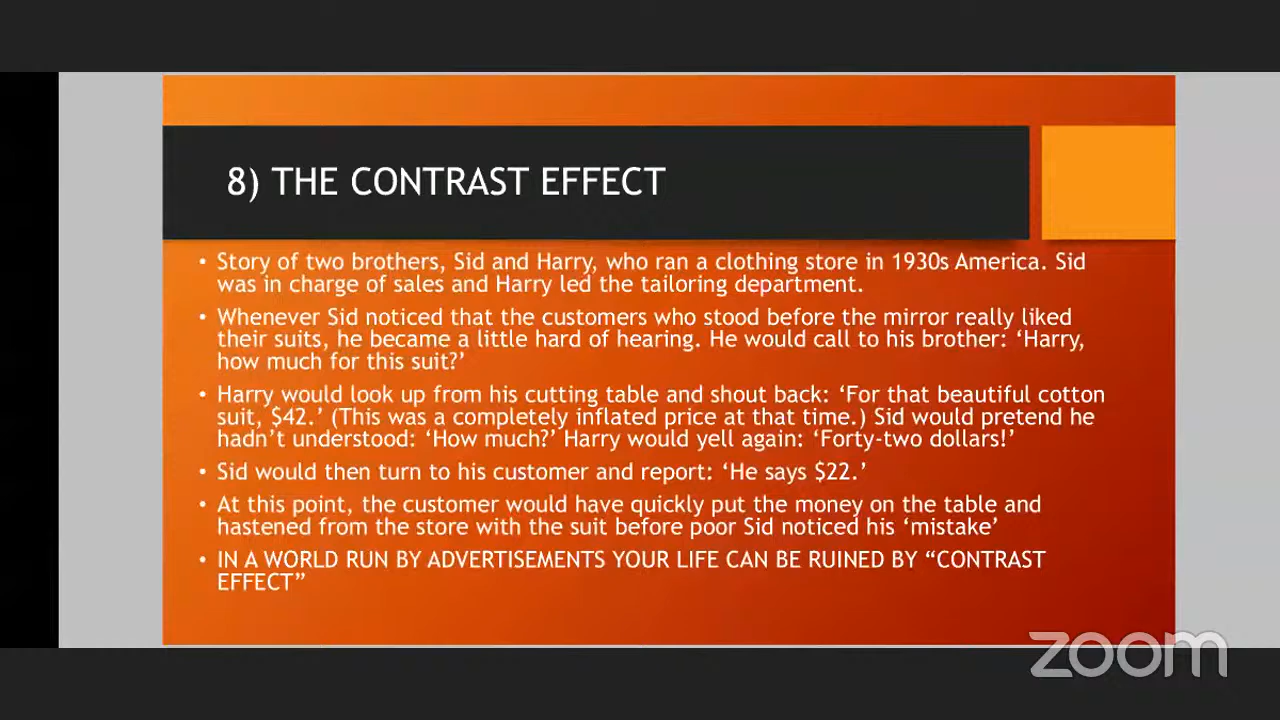 8) THE CONTRAST EFFECT
• Story of two brothers, Sid and Harry, who ran a clothing store in 1930s America. Sid
was in charge of sales and Harry led the tailoring department.
• Whenever Sid noticed that the customers who stood before the mirror really liked
their suits, he became a little hard of hearing. He would call to his brother: ‘Harry,
how much for this suit?’
• Harry would look up from his cutting table and shout back: ‘For that beautiful cotton
suit, $42.’ (This was a completely inflated price at that time.) Sid would pretend he
hadn’t understood: ‘How much?’ Harry would yell again: ‘Forty-two dollars!’
• Sid would then turn to his customer and report: ‘He says $22.’
• At this point, the customer would have quickly put the money on the table and
hastened from the store with the suit before poor Sid noticed his ‘mistake’
• IN A WORLD RUN BY ADVERTISEMENTS YOUR LIFE CAN BE RUINED BY “CONTRAST
EFFECT”
zoom